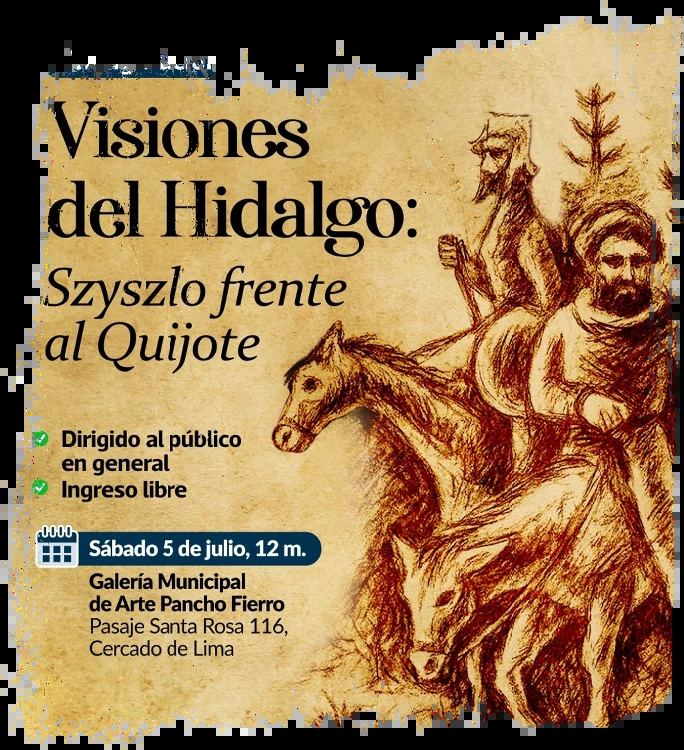 Visiones
del Hidalgo:
Szyszlo frente
al Quijote
Dirigido al público
en general
Ingreso libre
Sábado 5 de julio, 12 m.
Galería Municipal
de Arte Pancho Fierro
Pasaje Santa Rosa 116,
Cercado de Lima